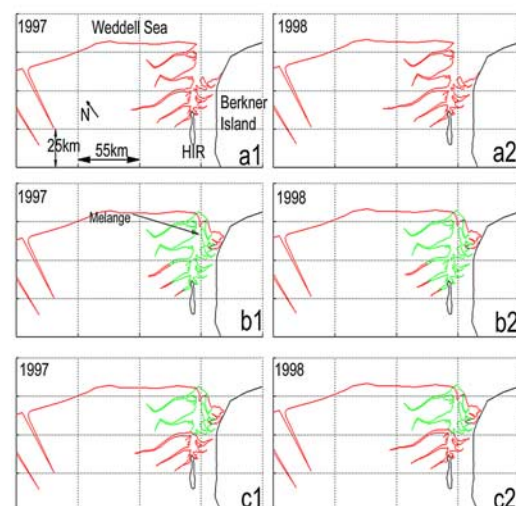 1997
Weddell Sea
N
25km
55km
HIR
Berkner
Island
a1
1998
a2
1997
Melange
b1
1998
b2
1997
c1
1998
c2